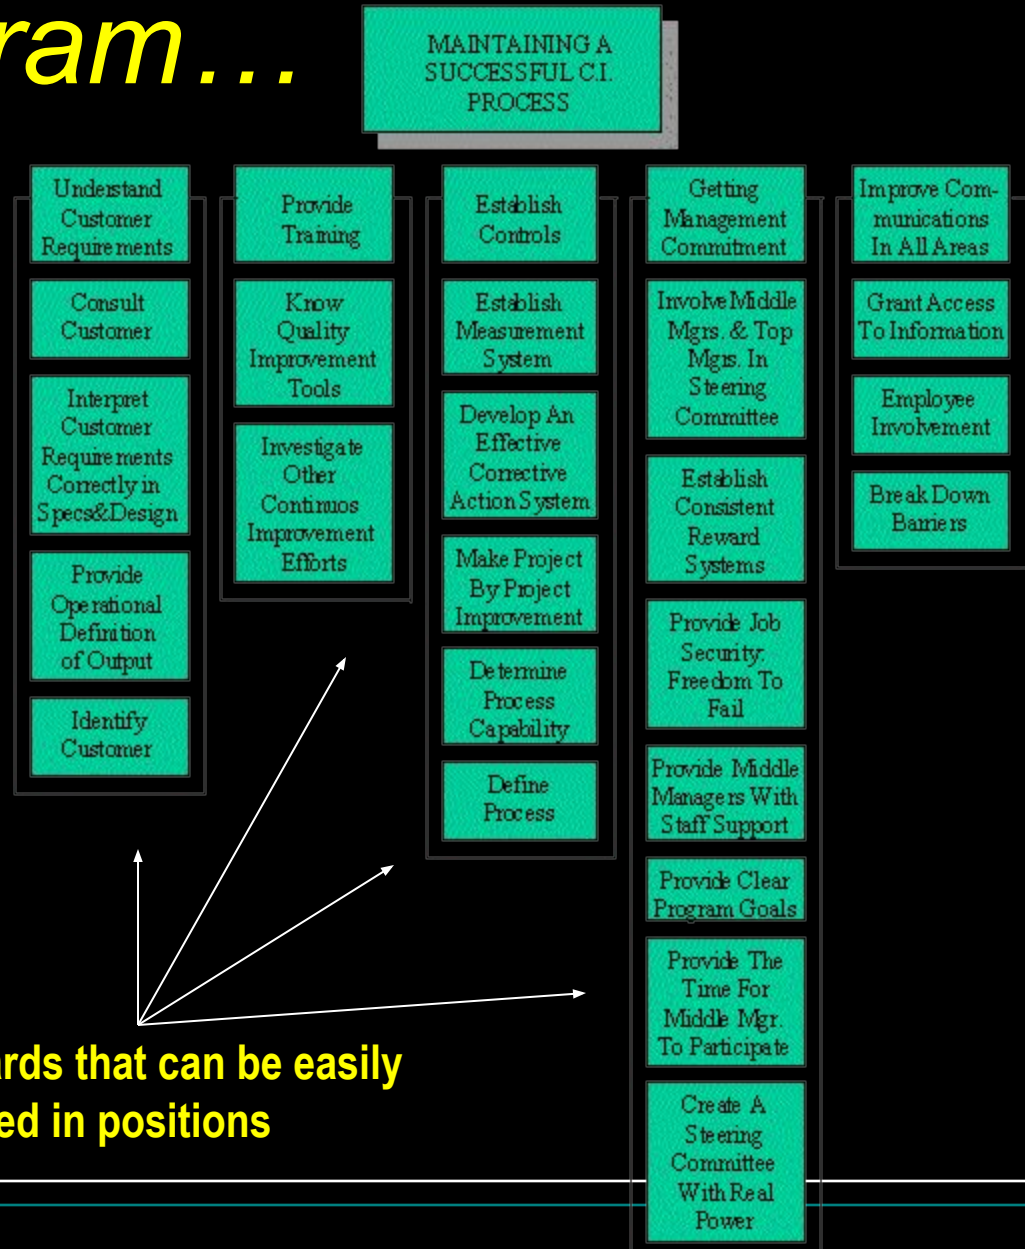 ram…
MAINTAINING A
SUCCESSFUL C.I.
PROCESS
Understand
Customer
Requirements
Consult
Customer
Interpret
Customer
Requirements
Correctly in
Specs&Design
Provide
Operational
Definition
of Output
Identify
Customer
Provide
Training
Know
Quality
Improvement
Tools
Investigate
Other
Continuos
Improvement
Efforts
Establish
Controls
Establish
Measurement
System
Develop An
Effective
Corrective
Action System
Make Project
By Project
Improvement
Determine
Process
Capability
Define
Process
Getting
Management
Commitment
Involve Middle
Mgrs. & Top
Mgrs. In
Steering
Committee
Establish
Consistent
Reward
Systems
Provide Job
Security:
Freedom To
Fail
Provide Middle
Managers With
Staff Support
Provide Clear
Program Goals
Provide The
Time For
Middle Mgr.
To Participate
Create A
Steering
Committee
With Real
Power
Improve Com-
munications
In All Areas
Grant Access
To Information
Employee
Involvement
Break Down
Barriers
ards that can be easily
ed in positions